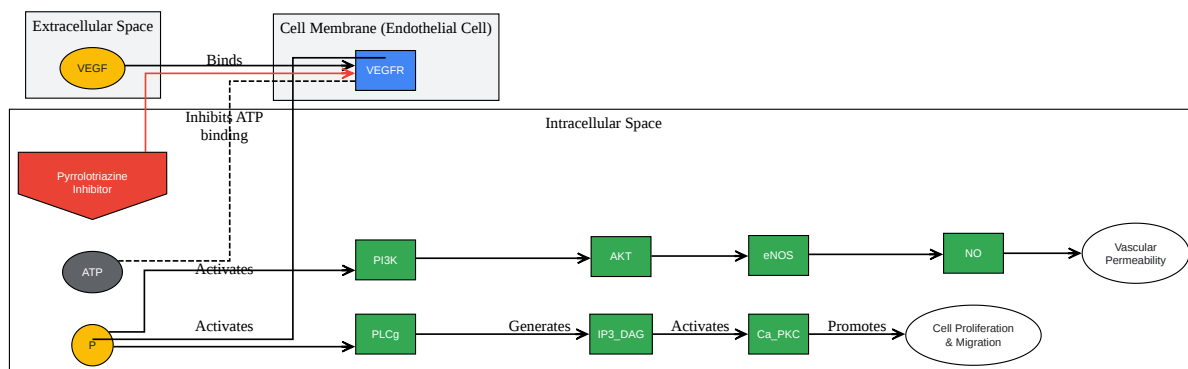 Extracellular Space
Cell Membrane (Endothelial Cell)
VEGF
Binds
VEGFR
Inhibits ATP
binding
Intracellular Space
Pyrrolotriazine
Inhibitor
ATP
Activates
PI3K
AKT
eNOS
NO
Vascular
Permeability
P
Activates
PLCg
Generates
IP3_DAG
Activates
Ca_PKC
Promotes
Cell Proliferation
& Migration